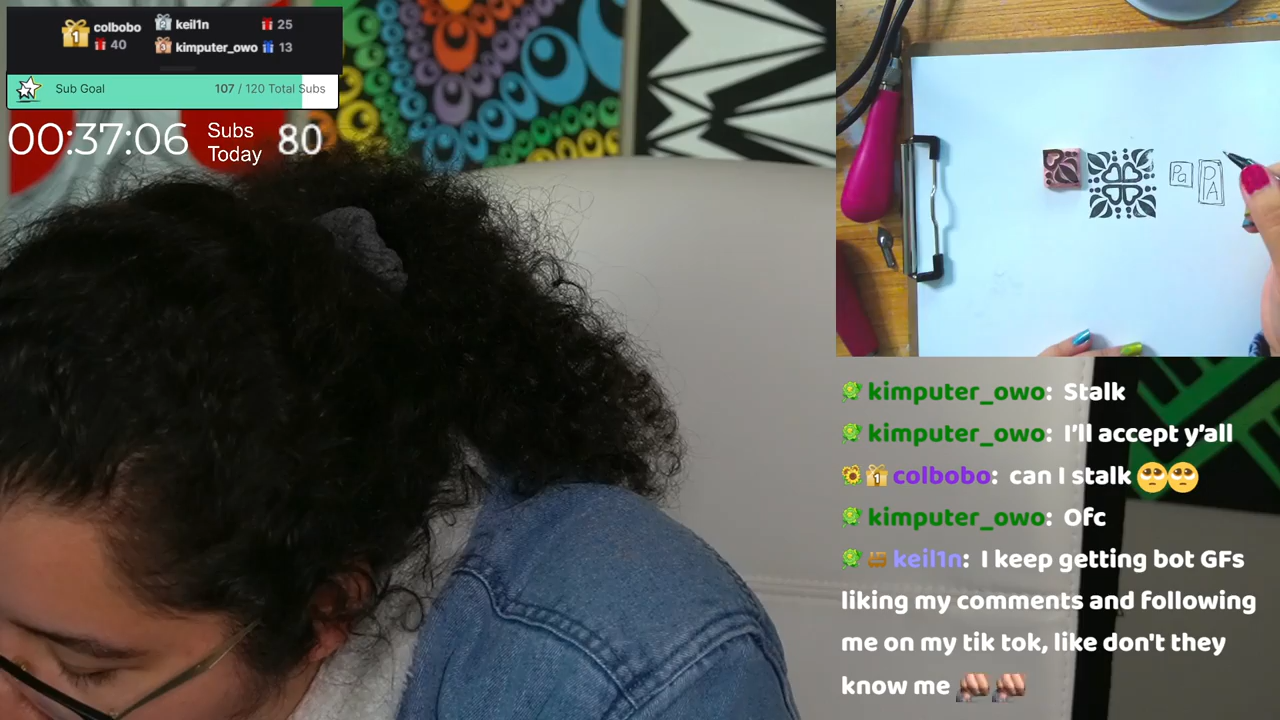 colbobo
40
keil1n 25
kimputer_owo 13
Sub Goal 107 / 120 Total Subs
00:37:06 Subs Today 80
Pa PA
kimputer_owo: Stalk
kimputer_owo: I'll accept y'all
colbobo: can I stalk 🥺🥺
kimputer_owo: Ofc
keil1n: I keep getting bot GFs
liking my comments and following
me on my tik tok, like don't they
know me